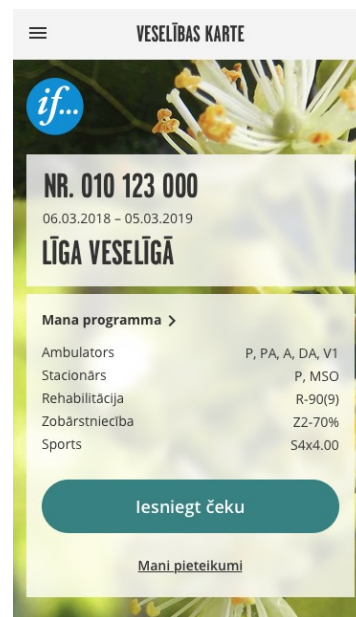 VESELĪBAS KARTE
if...
NR. 010 123 000
06.03.2018 – 05.03.2019
LĪGA VESELĪGĀ
Mana programma >
Ambulators P, PA, A, DA, V1
Stacionārs P, MSO
Rehabilitācija R-90(9)
Zobārstniecība Z2-70%
Sports S4x4.00
Iesniegt čeku
Mani pieteikumi